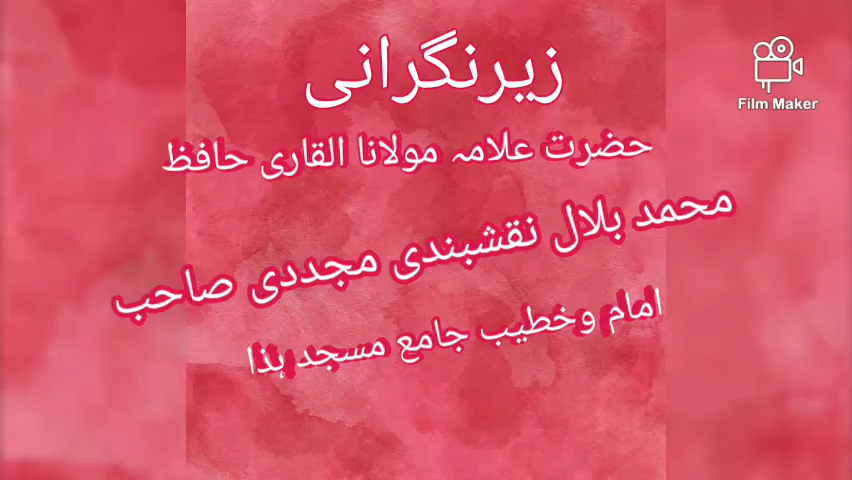 زیرنگرانی
حضرت علامہ مولانا القاری حافظ
محمد بلال نقشبندی مجددی صاحب
امام وخطیب جامع مسجد ہذا
Film Maker